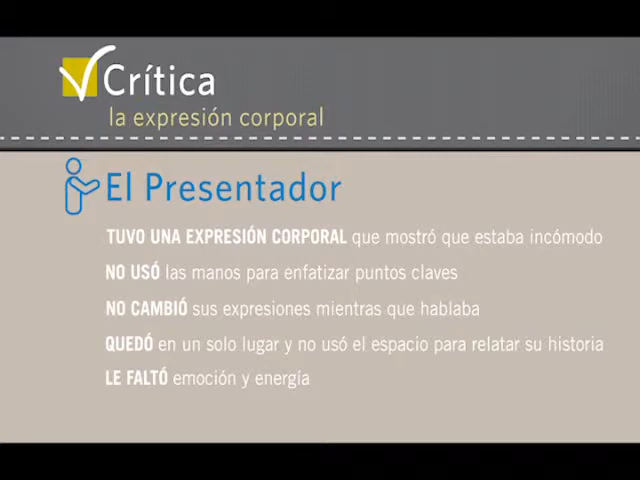 Crítica
la expresión corporal
El Presentador
TUVO UNA EXPRESIÓN CORPORAL que mostró que estaba incómodo
NO USÓ las manos para enfatizar puntos claves
NO CAMBIÓ sus expresiones mientras que hablaba
QUEDÓ en un solo lugar y no usó el espacio para relatar su historia
LE FALTÓ emoción y energía